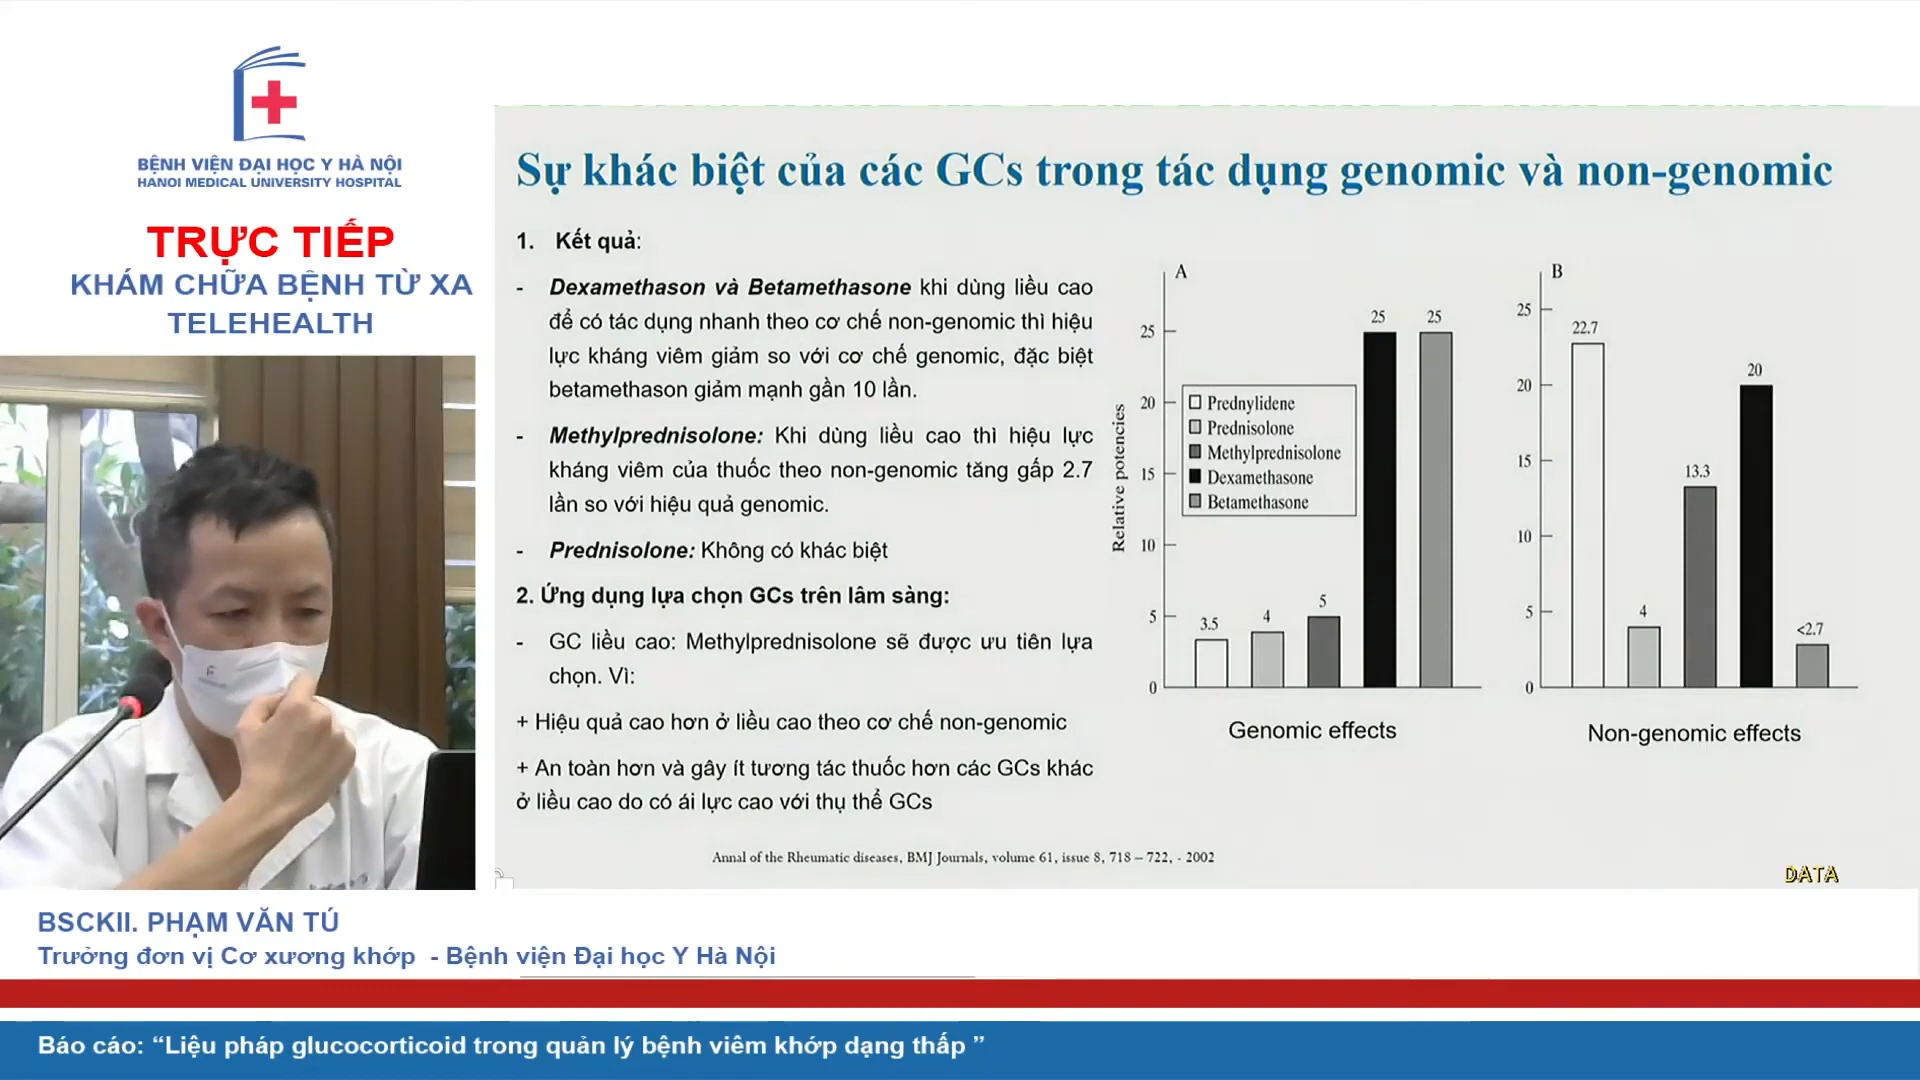 BỆNH VIỆN ĐẠI HỌC Y HÀ NỘI
HANOI MEDICAL UNIVERSITY HOSPITAL
TRỰC TIẾP
KHÁM CHỮA BỆNH TỪ XA
TELEHEALTH
Sự khác biệt của các GCs trong tác dụng genomic và non-genomic
1. Kết quả:
- Dexamethason và Betamethasone khi dùng liều cao
để có tác dụng nhanh theo cơ chế non-genomic thì hiệu
lực kháng viêm giảm so với cơ chế genomic, đặc biệt
betamethason giảm mạnh gần 10 lần.
- Methylprednisolone: Khi dùng liều cao thì hiệu lực
kháng viêm của thuốc theo non-genomic tăng gấp 2.7
lần so với hiệu quả genomic.
- Prednisolone: Không có khác biệt
2. Ứng dụng lựa chọn GCs trên lâm sàng:
- GC liều cao: Methylprednisolone sẽ được ưu tiên lựa
chọn. Vì:
+ Hiệu quả cao hơn ở liều cao theo cơ chế non-genomic
+ An toàn hơn và gây ít tương tác thuốc hơn các GCs khác
ở liều cao do có ái lực cao với thụ thể GCs
A
Relative potencies
25
20
15
10
5
0
3.5
4
5
25
25
Prednylidene
Prednisolone
Methylprednisolone
Dexamethasone
Betamethasone
Genomic effects
B
25
20
15
10
5
0
22.7
4
13.3
20
<2.7
Non-genomic effects
Annal of the Rheumatic diseases, BMJ Journals, volume 61, issue 8, 718 – 722, - 2002
DATA
BSCKII. PHẠM VĂN TÚ
Trưởng đơn vị Cơ xương khớp - Bệnh viện Đại học Y Hà Nội
Báo cáo: “Liệu pháp glucocorticoid trong quản lý bệnh viêm khớp dạng thấp ”